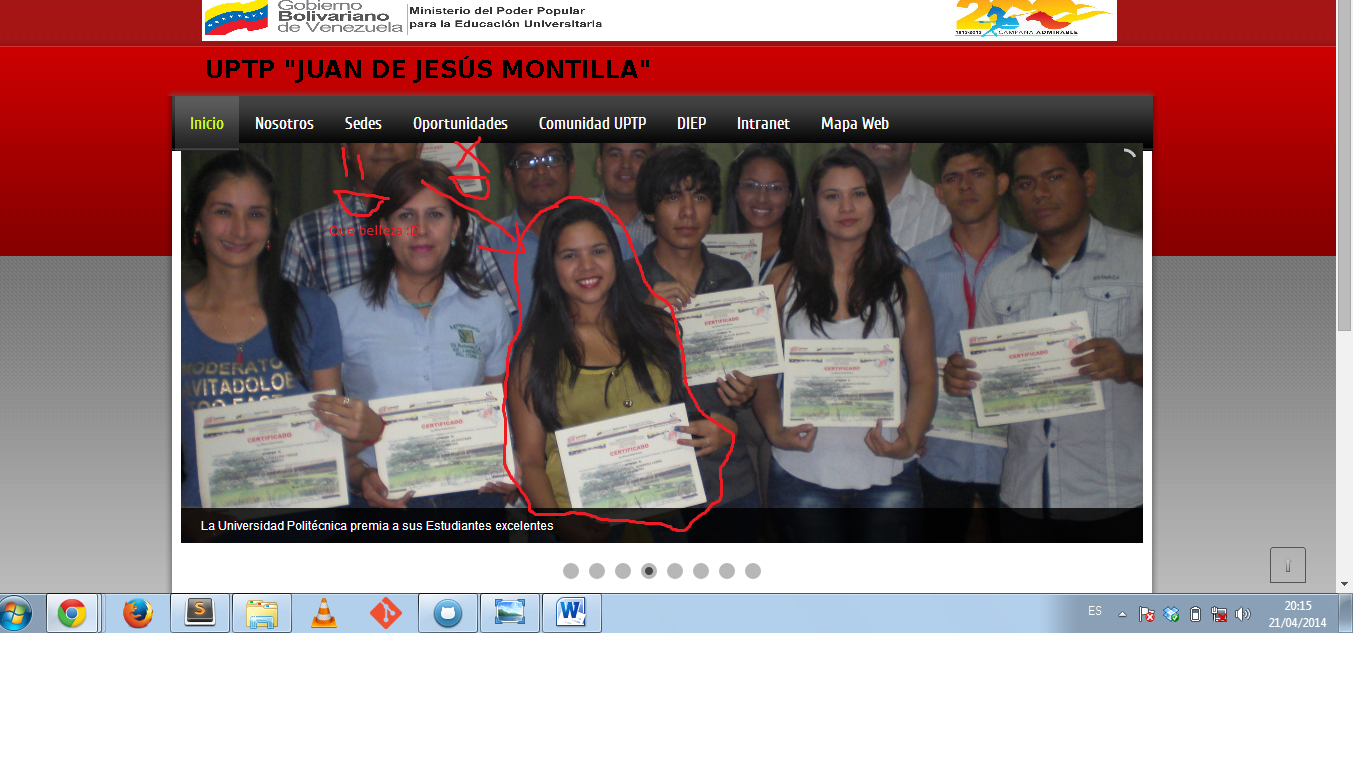 Gobierno
Bolivariano
de Venezuela
Ministerio del Poder Popular
para la Educación Universitaria
1813-2013 CAMPAÑA ADMIRABLE
UPTP "JUAN DE JESÚS MONTILLA"
Inicio Nosotros Sedes Oportunidades Comunidad UPTP DIEP Intranet Mapa Web
Que belleza :D
MODERATO
CERTIFICADO
CERTIFICADO
CERTIFICADO
CERTIFICADO
CERTIFICADO
CERTIFICADO
La Universidad Politécnica premia a sus Estudiantes excelentes
ES
20:15
21/04/2014